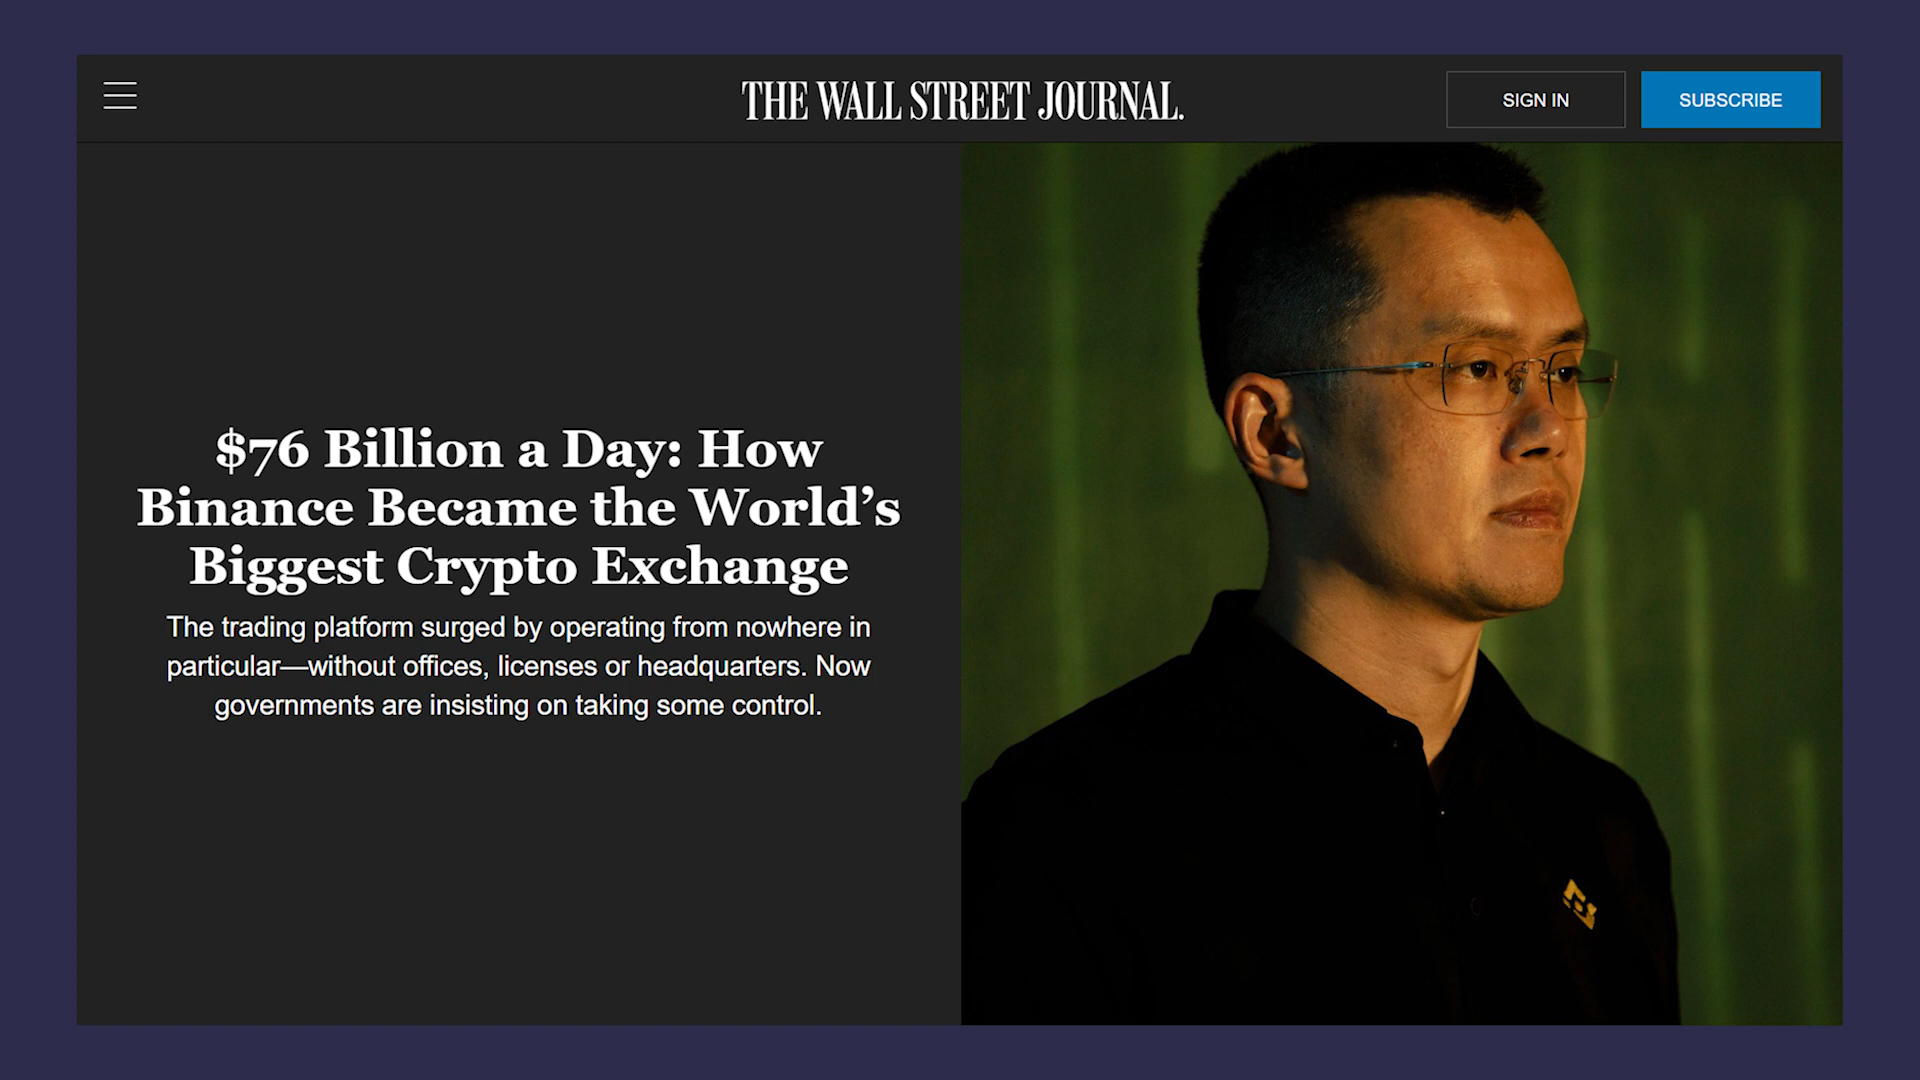 THE WALL STREET JOURNAL.
SIGN IN
SUBSCRIBE
$76 Billion a Day: How
Binance Became the World’s
Biggest Crypto Exchange
The trading platform surged by operating from nowhere in
particular—without offices, licenses or headquarters. Now
governments are insisting on taking some control.